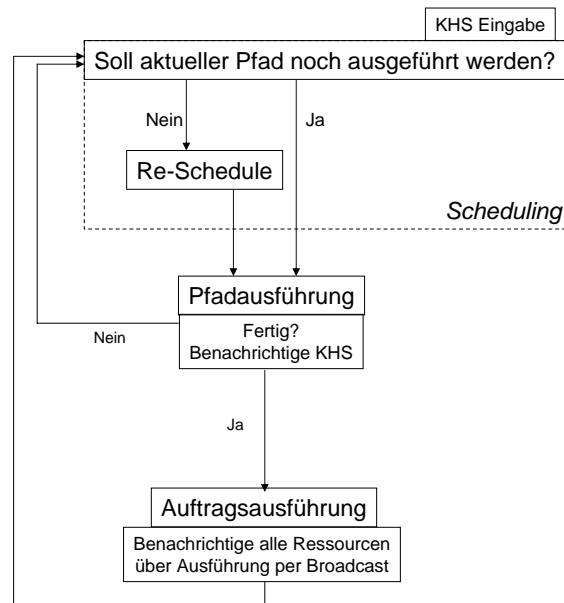 KHS Eingabe
Soll aktueller Pfad noch ausgeführt werden?
Nein
Ja
Re-Schedule
Scheduling
Pfadausführung
Nein
Fertig?
Benachrichtige KHS
Ja
Auftragsausführung
Benachrichtige alle Ressourcen
über Ausführung per Broadcast